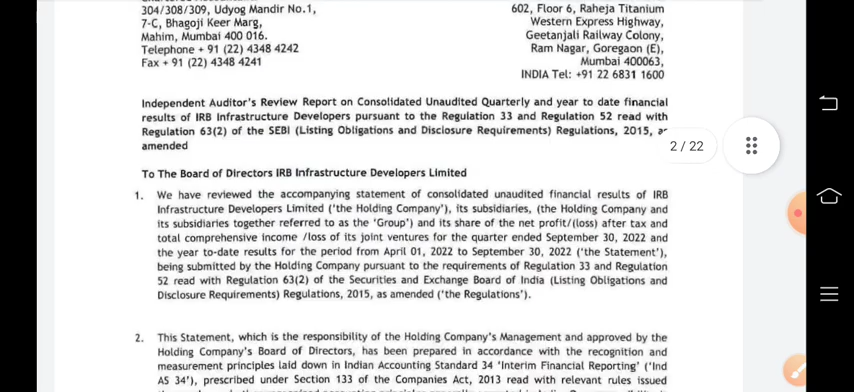 304/308/309, Udyog Mandir No.1,
7-C, Bhagoji Keer Marg,
Mahim, Mumbai 400 016.
Telephone + 91 (22) 4348 4242
Fax + 91 (22) 4348 4241
602, Floor 6, Raheja Titanium
Western Express Highway,
Geetanjali Railway Colony,
Ram Nagar, Goregaon (E),
Mumbai 400063,
INDIA Tel: +91 22 6831 1600
Independent Auditor's Review Report on Consolidated Unaudited Quarterly and year to date financial
results of IRB Infrastructure Developers pursuant to the Regulation 33 and Regulation 52 read with
Regulation 63(2) of the SEBI (Listing Obligations and Disclosure Requirements) Regulations, 2015,
amended
2 / 22
To The Board of Directors IRB Infrastructure Developers Limited
1. We have reviewed the accompanying statement of consolidated unaudited financial results of IRB
Infrastructure Developers Limited ('the Holding Company'), its subsidiaries, (the Holding Company and
its subsidiaries together referred to as the 'Group') and its share of the net profit/(loss) after tax and
total comprehensive income /loss of its joint ventures for the quarter ended September 30, 2022 and
the year to-date results for the period from April 01, 2022 to September 30, 2022 ('the Statement'),
being submitted by the Holding Company pursuant to the requirements of Regulation 33 and Regulation
52 read with Regulation 63(2) of the Securities and Exchange Board of India (Listing Obligations and
Disclosure Requirements) Regulations, 2015, as amended ('the Regulations').
2. This Statement, which is the responsibility of the Holding Company's Management and approved by the
Holding Company's Board of Directors, has been prepared in accordance with the recognition and
measurement principles laid down in Indian Accounting Standard 34 'Interim Financial Reporting' ('Ind
AS 34'), prescribed under Section 133 of the Companies Act, 2013 read with relevant rules issued